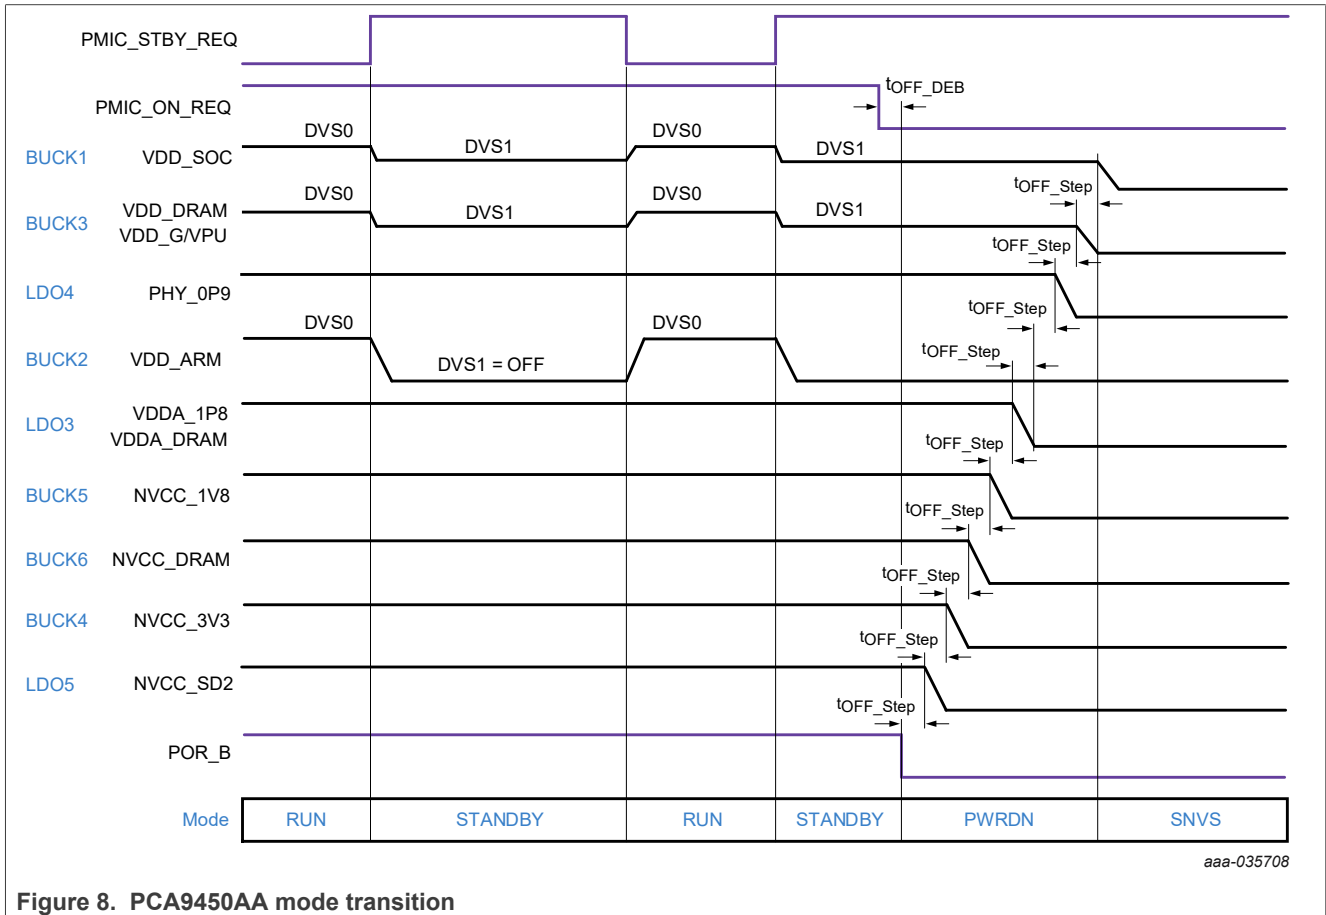 PMIC_STBY_REQ
tOFF_DEB
PMIC_ON_REQ
DVS0 DVS1 DVS0 DVS1
BUCK1 VDD_SOC
tOFF_Step
DVS0 DVS1 DVS0 DVS1
BUCK3 VDD_DRAM
VDD_G/VPU
tOFF_Step
LDO4 PHY_0P9
tOFF_Step
DVS0 DVS0
tOFF_Step
BUCK2 VDD_ARM DVS1 = OFF
LDO3 VDDA_1P8
VDDA_DRAM
tOFF_Step
BUCK5 NVCC_1V8
tOFF_Step
BUCK6 NVCC_DRAM
tOFF_Step
BUCK4 NVCC_3V3
tOFF_Step
LDO5 NVCC_SD2
tOFF_Step
POR_B
Mode RUN STANDBY RUN STANDBY PWRDN SNVS
aaa-035708
Figure 8. PCA9450AA mode transition